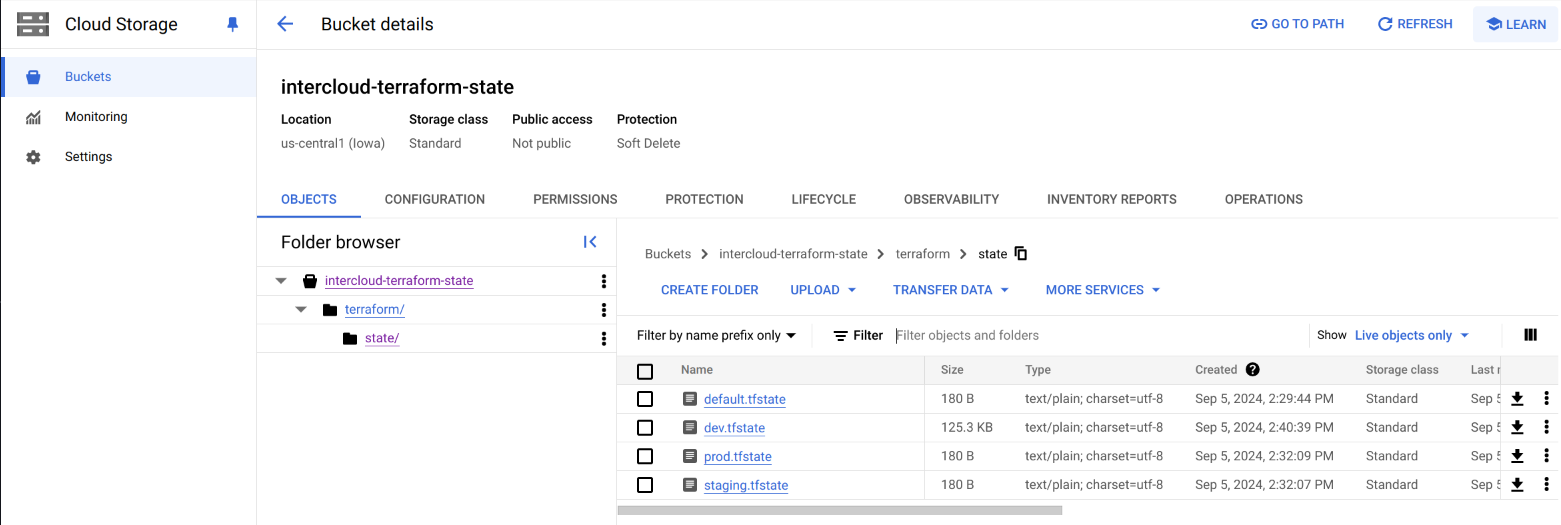 Cloud Storage
Bucket details
GO TO PATH
REFRESH
LEARN
Buckets
Monitoring
Settings
intercloud-terraform-state
Location Storage class Public access Protection
us-central1 (Iowa) Standard Not public Soft Delete
OBJECTS CONFIGURATION PERMISSIONS PROTECTION LIFECYCLE OBSERVABILITY INVENTORY REPORTS OPERATIONS
Folder browser
intercloud-terraform-state
terraform/
state/
Buckets > intercloud-terraform-state > terraform > state
CREATE FOLDER UPLOAD TRANSFER DATA MORE SERVICES
Filter by name prefix only Filter Filter objects and folders Show Live objects only
Name Size Type Created ? Storage class Last
default.tfstate 180 B text/plain; charset=utf-8 Sep 5, 2024, 2:29:44 PM Standard Sep 5
dev.tfstate 125.3 KB text/plain; charset=utf-8 Sep 5, 2024, 2:40:39 PM Standard Sep 5
prod.tfstate 180 B text/plain; charset=utf-8 Sep 5, 2024, 2:32:09 PM Standard Sep 5
staging.tfstate 180 B text/plain; charset=utf-8 Sep 5, 2024, 2:32:07 PM Standard Sep 5